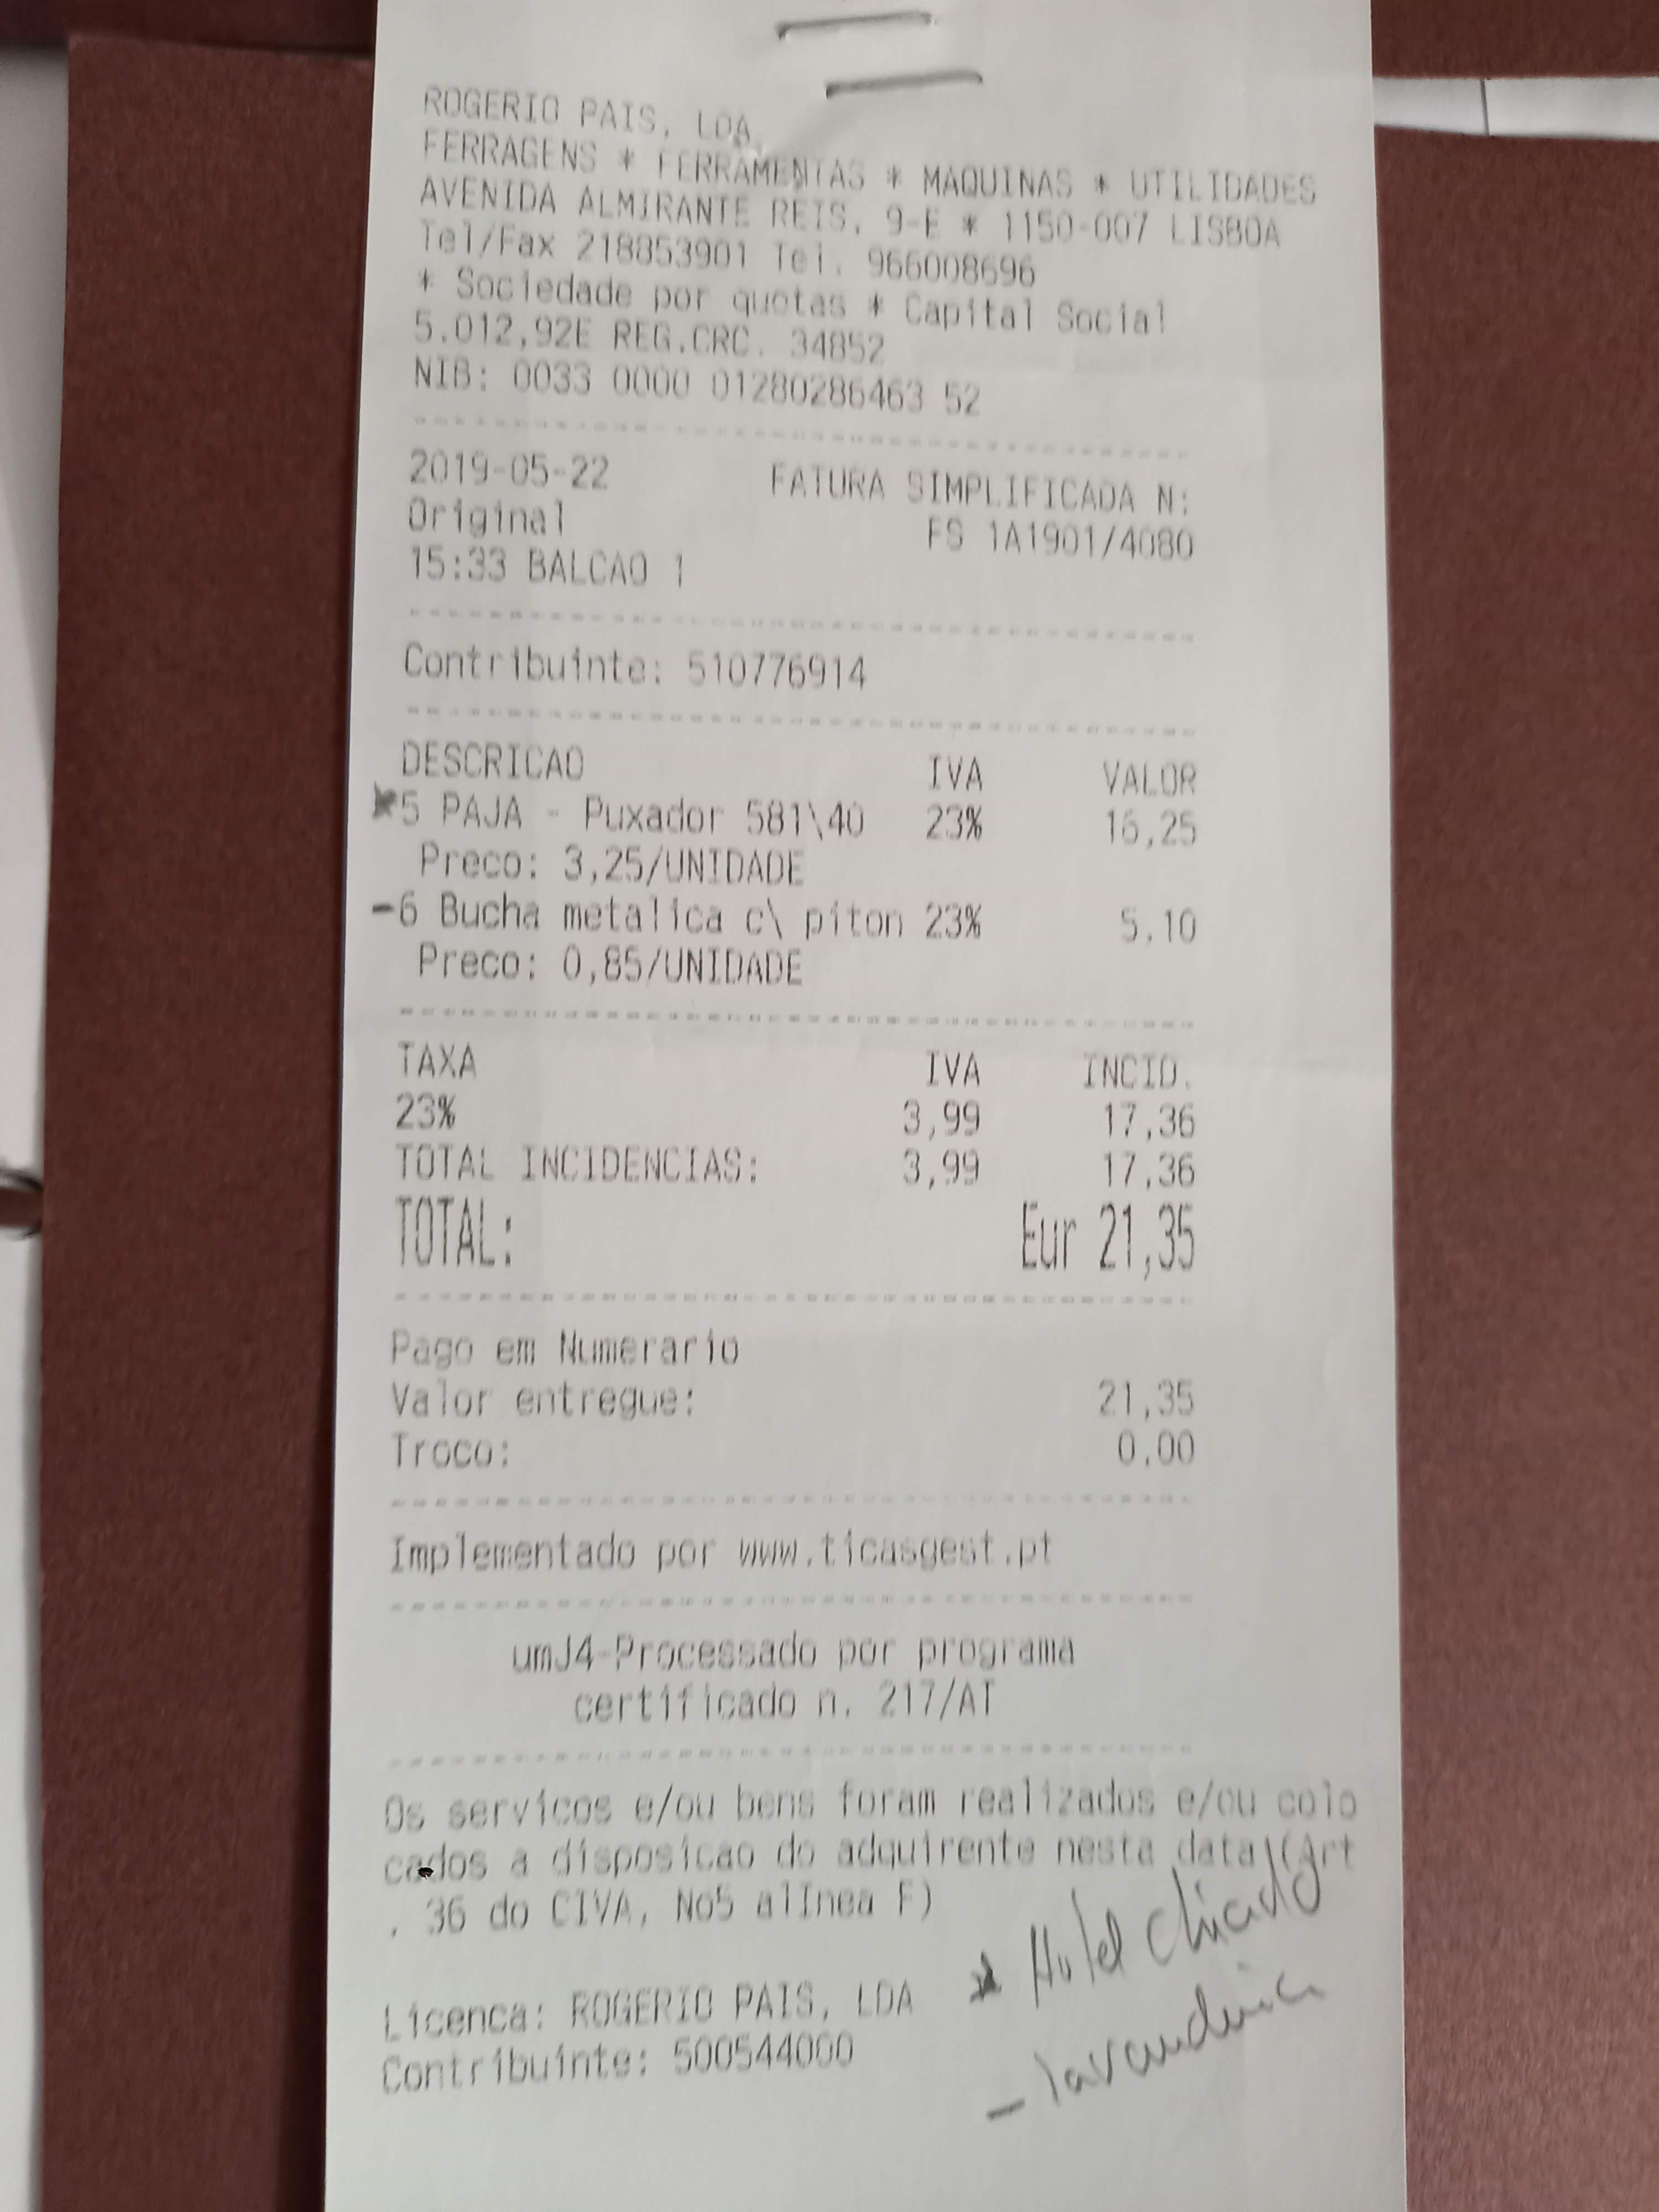 ROGERIO PAIS, LDA.
FERRAGENS * FERRAMENTAS * MAQUINAS * UTILIDADES
AVENIDA ALMIRANTE REIS, 9-E * 1150-007 LISBOA
Tel/Fax 218853901 Tel. 966008696
* Sociedade por quotas * Capital Social
5.012,92E REG.CRC. 34852
NIB: 0033 0000 01280286463 52
2019-05-22 FATURA SIMPLIFICADA N:
Original FS 1A1901/4080
15:33 BALCAO 1
Contribuinte: 510776914
DESCRICAO IVA VALOR
*5 PAJA - Puxador 581\40 23% 16,25
Preco: 3,25/UNIDADE
-6 Bucha metalica c\ piton 23% 5,10
Preco: 0,85/UNIDADE
TAXA IVA INCID.
23% 3,99 17,36
TOTAL INCIDENCIAS: 3,99 17,36
TOTAL: Eur 21,35
Pago em Numerario
Valor entregue: 21,35
Troco: 0,00
Implementado por www.ticasgest.pt
umJ4-Processado por programa
certificado n. 217/AT
Os servicos e/ou bens foram realizados e/ou colo
cados a disposicao do adquirente nesta data (Art
. 36 do CIVA, No5 alInea F)
* Hotel chiado
Licenca: ROGERIO PAIS, LDA
Contribuinte: 500544000
- lavandaria